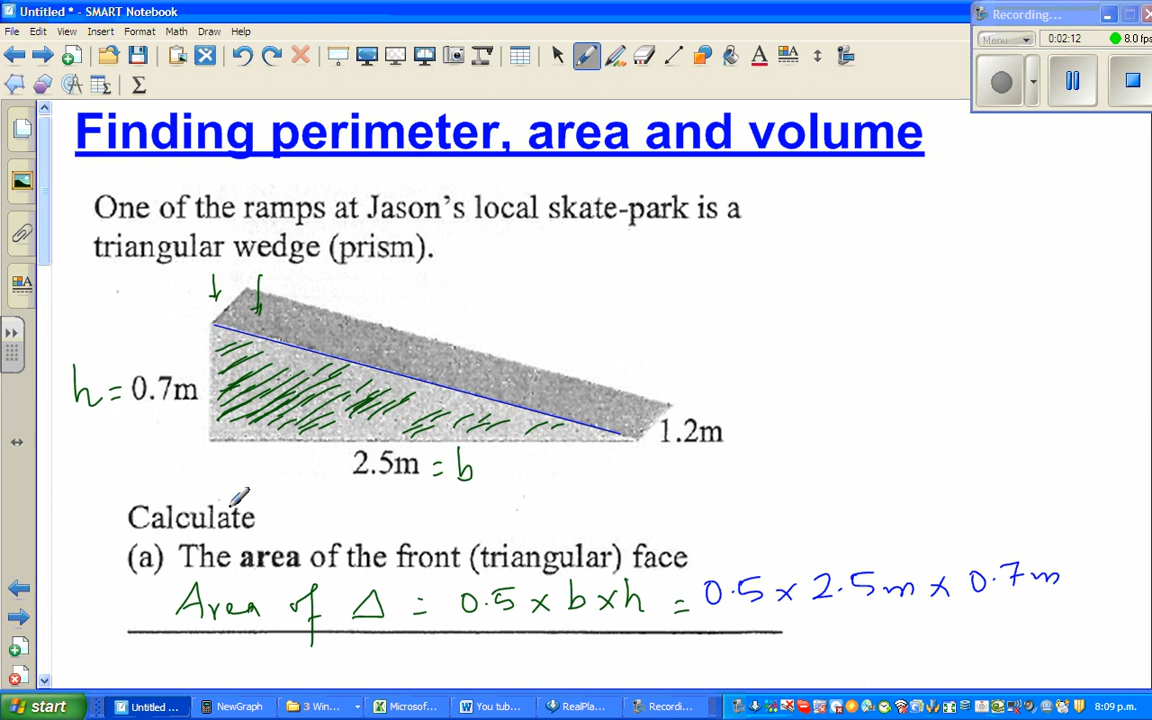 Untitled * - SMART Notebook
Recording...
File Edit View Insert Format Math Draw Help
Menu 0:02:12 8.0 fps
Finding perimeter, area and volume
One of the ramps at Jason's local skate-park is a
triangular wedge (prism).
h = 0.7m
1.2m
2.5m = b
Calculate
(a) The area of the front (triangular) face
Area of Δ = 0.5 × b × h = 0.5 × 2.5m × 0.7m
start Untitled ... NewGraph 3 Win... Microsof... You tub... RealPla... Recordi... 8:09 p.m.